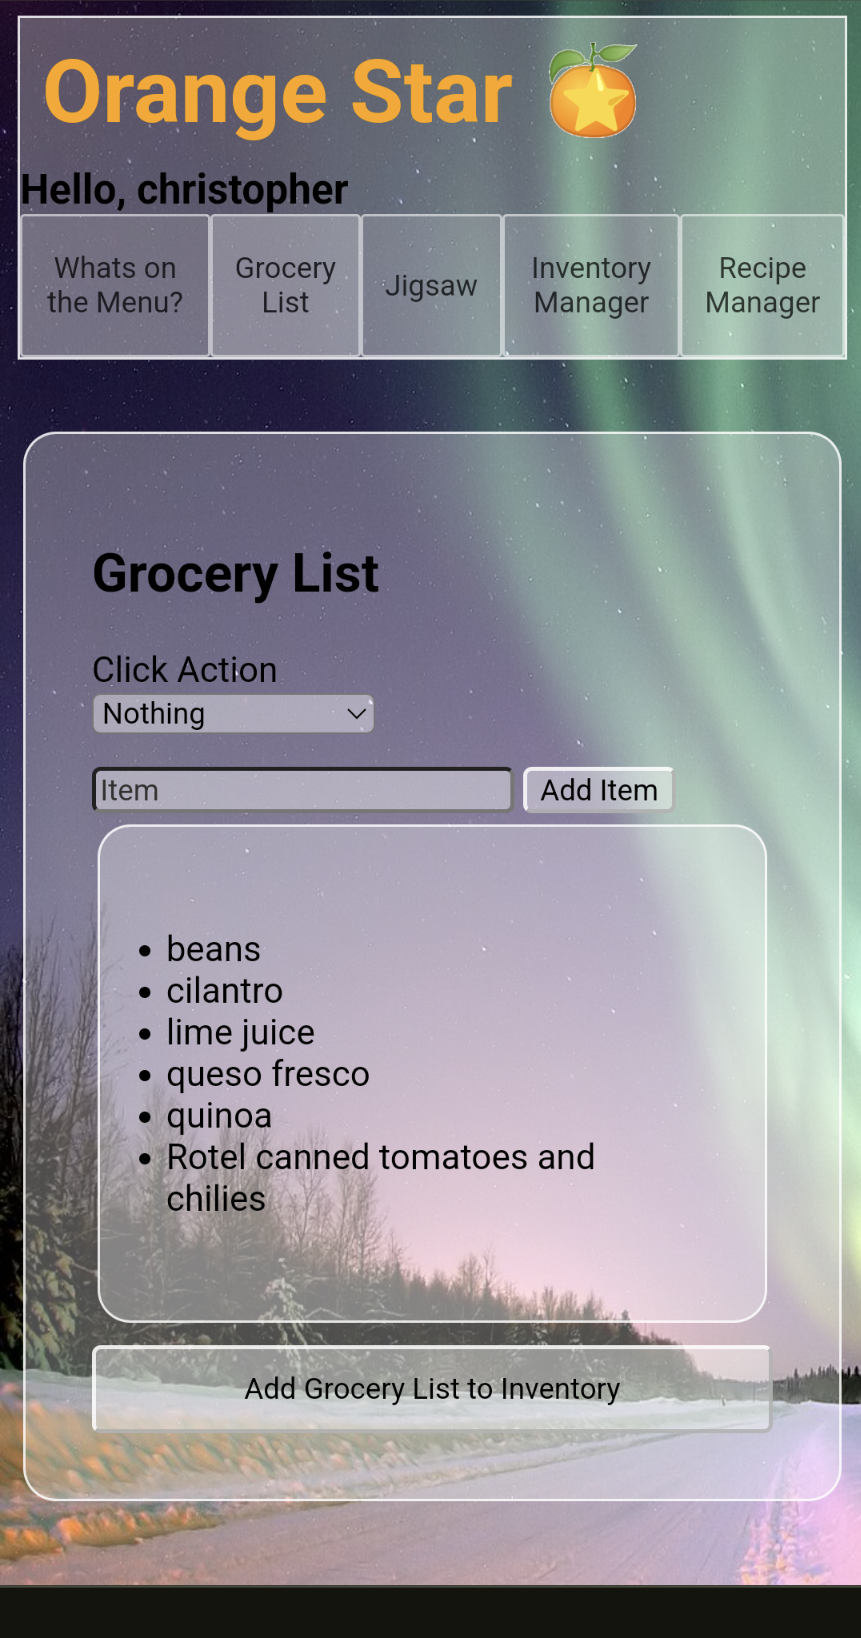 Orange Star
Hello, christopher
Whats on
the Menu?
Grocery
List
Jigsaw
Inventory
Manager
Recipe
Manager
Grocery List
Click Action
Nothing
Item
Add Item
beans
cilantro
lime juice
queso fresco
quinoa
Rotel canned tomatoes and
chilies
Add Grocery List to Inventory